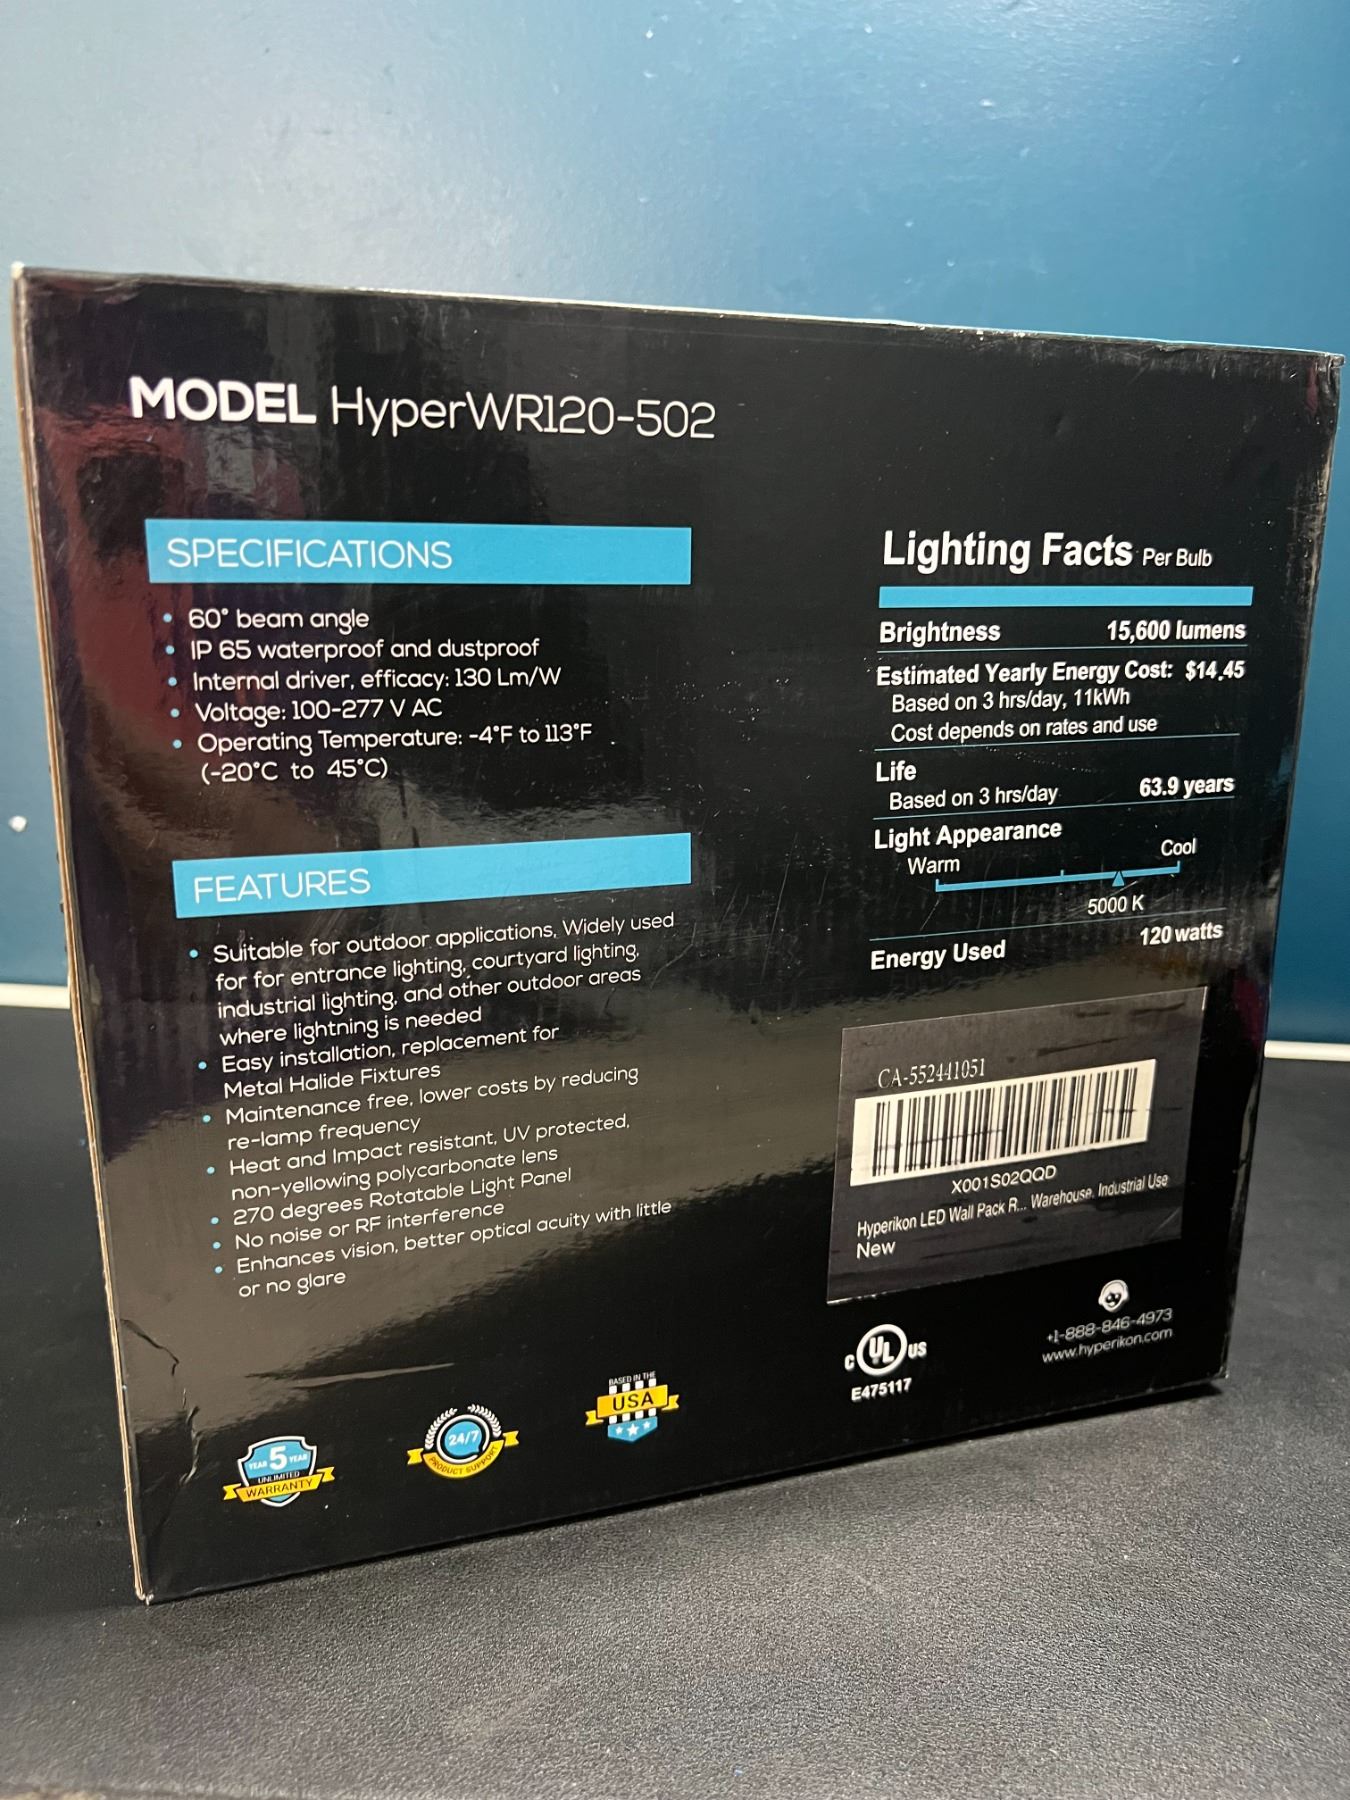 MODEL HyperWR120-502
SPECIFICATIONS
• 60° beam angle
• IP 65 waterproof and dustproof
• Internal driver, efficacy: 130 Lm/W
• Voltage: 100-277 V AC
• Operating Temperature: -4°F to 113°F
(-20°C to 45°C)
FEATURES
• Suitable for outdoor applications, Widely used
for for entrance lighting, courtyard lighting,
industrial lighting, and other outdoor areas
where lightning is needed
• Easy installation, replacement for
Metal Halide Fixtures
• Maintenance free, lower costs by reducing
re-lamp frequency
• Heat and Impact resistant, UV protected,
non-yellowing polycarbonate lens
• 270 degrees Rotatable Light Panel
• No noise or RF interference
• Enhances vision, better optical acuity with little
or no glare
YEAR 5 YEAR
UNLIMITED
WARRANTY
24/7
PRODUCT SUPPORT
BASED IN THE
USA
Lighting Facts Per Bulb
Brightness 15,600 lumens
Estimated Yearly Energy Cost: $14.45
Based on 3 hrs/day, 11kWh
Cost depends on rates and use
Life
Based on 3 hrs/day 63.9 years
Light Appearance
Warm Cool
5000 K
Energy Used 120 watts
CA-552441051
X001S02QQD
Hyperikon LED Wall Pack R... Warehouse, Industrial Use
New
C UL US
E475117
+1-888-846-4973
www.hyperikon.com